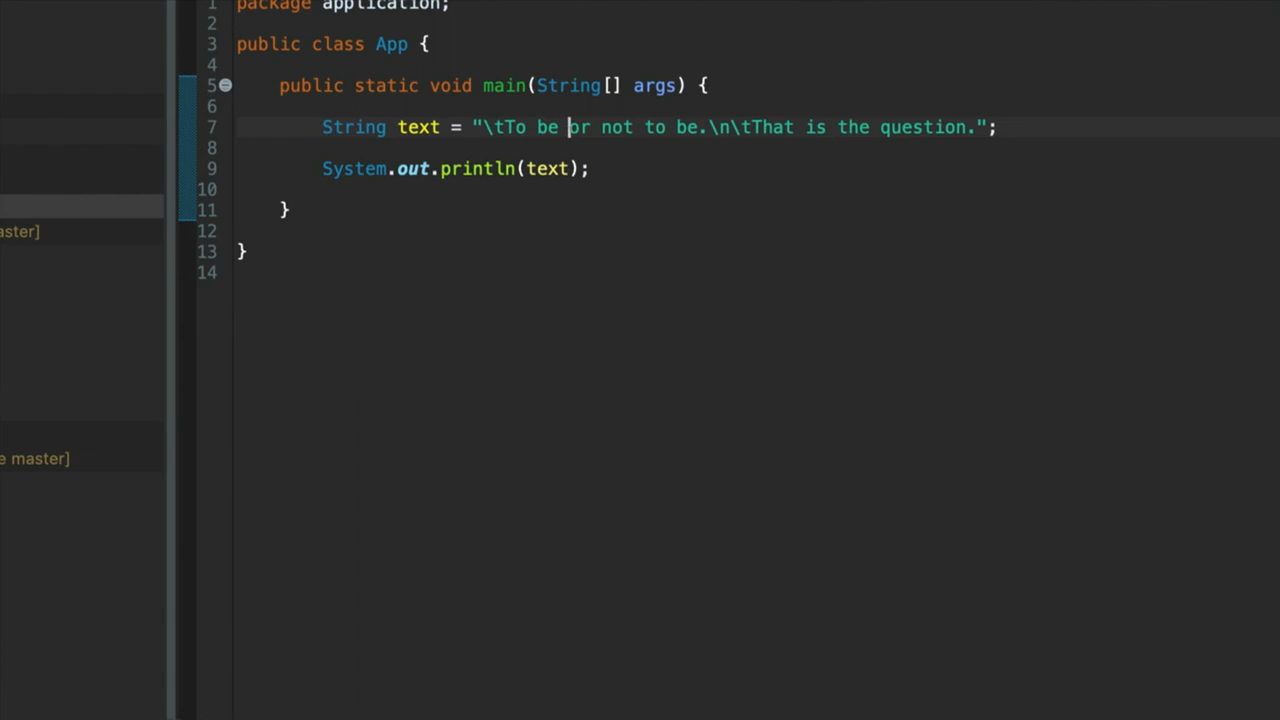 1 package application;
2
3 public class App {
4
5 public static void main(String[] args) {
6
7 String text = "\tTo be or not to be.\n\tThat is the question.";
8
9 System.out.println(text);
10
11 }
12
13 }
14
aster]
e master]